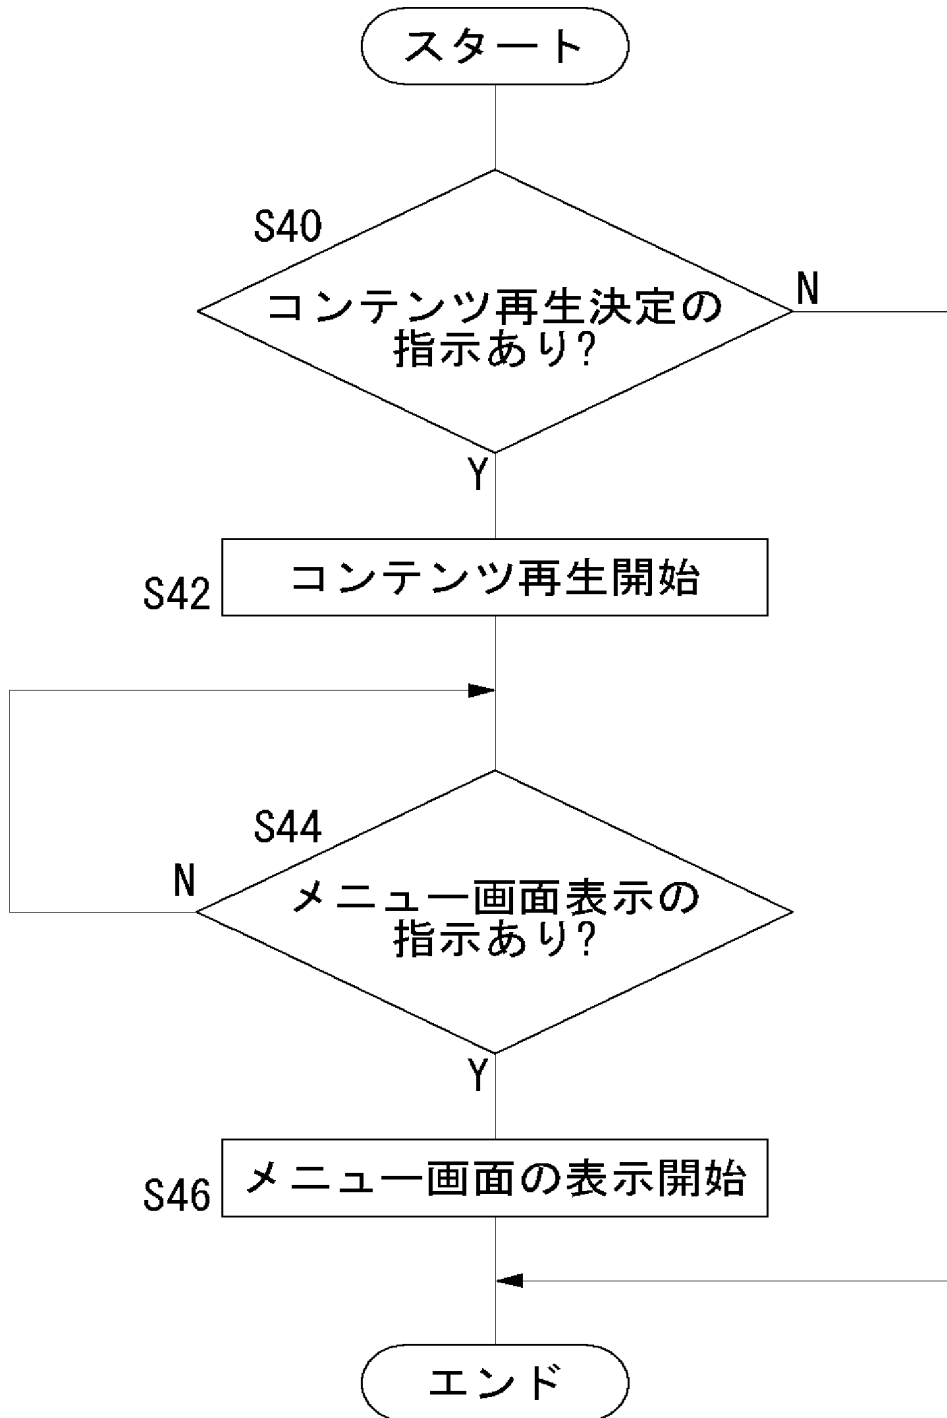 スタート
S40
コンテンツ再生決定の
指示あり?
N
Y
S42
コンテンツ再生開始
S44
N
メニュー画面表示の
指示あり?
Y
S46
メニュー画面の表示開始
エンド